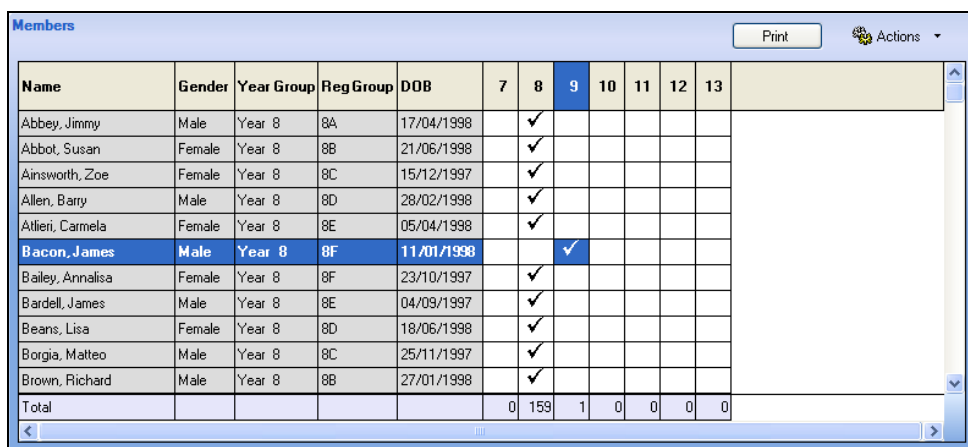 Members
Print Actions
Name Gender Year Group Reg Group DOB 7 8 9 10 11 12 13
Abbey, Jimmy Male Year 8 8A 17/04/1998
Abbot, Susan Female Year 8 8B 21/06/1998
Ainsworth, Zoe Female Year 8 8C 15/12/1997
Allen, Barry Male Year 8 8D 28/02/1998
Atlieri, Carmela Female Year 8 8E 05/04/1998
Bacon, James Male Year 8 8F 11/01/1998
Bailey, Annalisa Female Year 8 8F 23/10/1997
Bardell, James Male Year 8 8E 04/09/1997
Beans, Lisa Female Year 8 8D 18/06/1998
Borgia, Matteo Male Year 8 8C 25/11/1997
Brown, Richard Male Year 8 8B 27/01/1998
Total 0 159 1 0 0 0 0